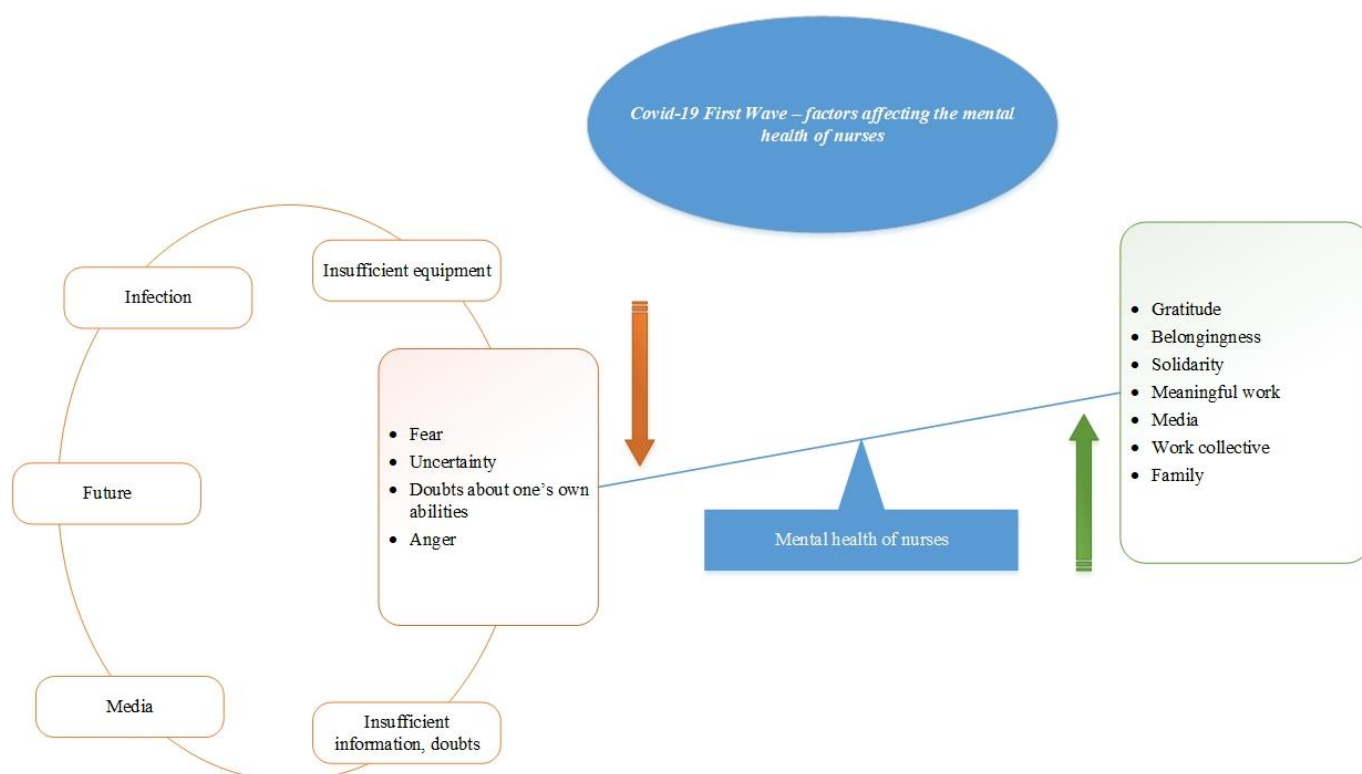 Covid-19 First Wave – factors affecting the mental
health of nurses
Insufficient equipment
Infection
Future
Media
Insufficient
information, doubts
• Fear
• Uncertainty
• Doubts about one’s own
abilities
• Anger
Mental health of nurses
• Gratitude
• Belongingness
• Solidarity
• Meaningful work
• Media
• Work collective
• Family